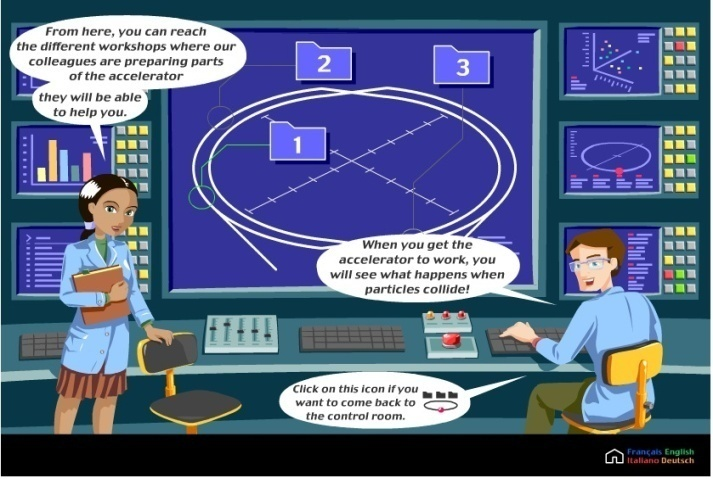 From here, you can reach
the different workshops where our
colleagues are preparing parts
of the accelerator
they will be able
to help you.
2
3
1
When you get the
accelerator to work, you
will see what happens when
particles collide!
Click on this icon if you
want to come back to
the control room.
Français English
Italiano Deutsch